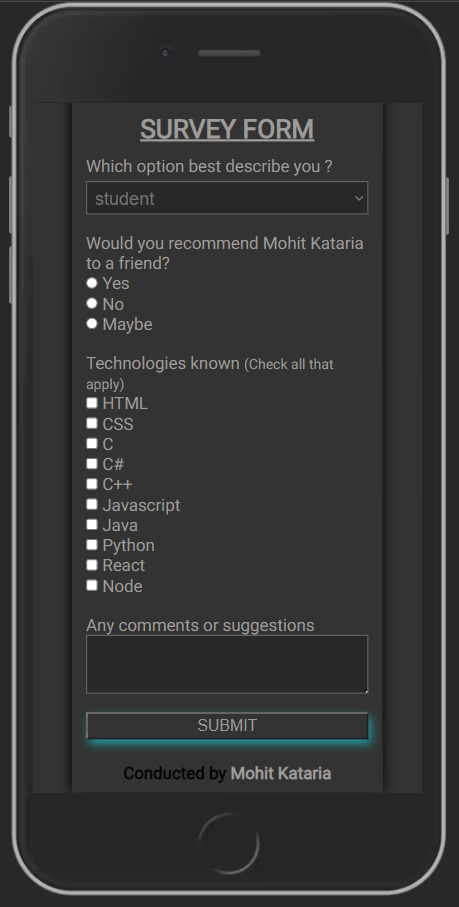 SURVEY FORM
Which option best describe you ?
student
Would you recommend Mohit Kataria
to a friend?
Yes
No
Maybe
Technologies known (Check all that
apply)
HTML
CSS
C
C#
C++
Javascript
Java
Python
React
Node
Any comments or suggestions
SUBMIT
Conducted by Mohit Kataria